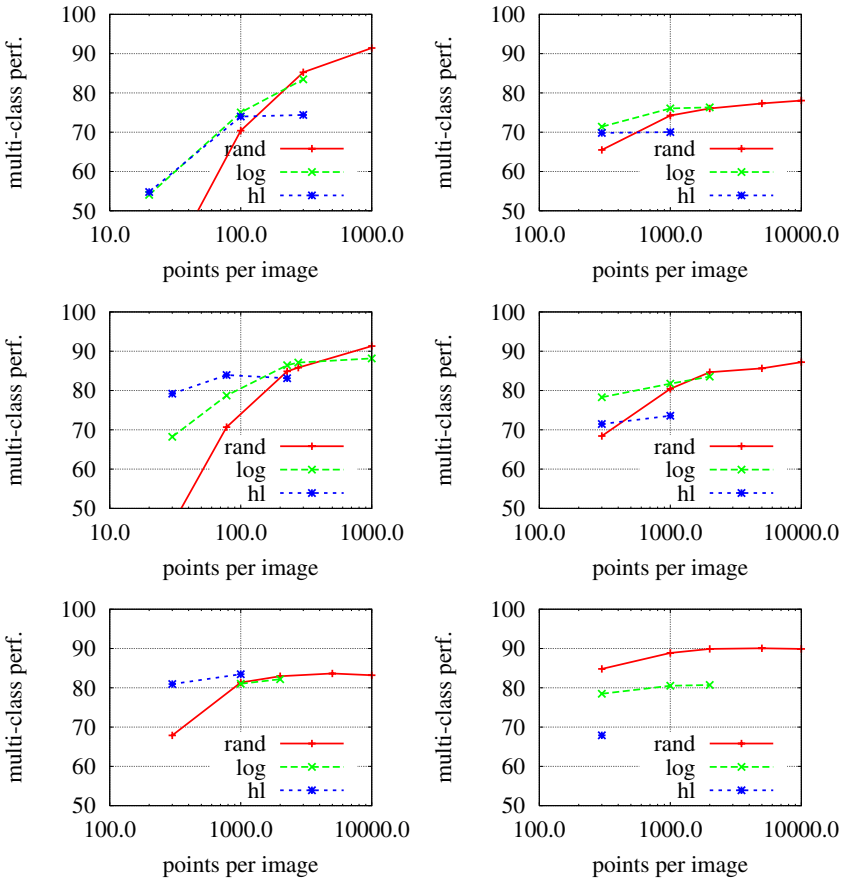 100
90
80
70
60
50
multi-class perf.
rand
log
hl
10.0 100.0 1000.0
points per image
100
90
80
70
60
50
multi-class perf.
rand
log
hl
100.0 1000.0 10000.0
points per image
100
90
80
70
60
50
multi-class perf.
rand
log
hl
10.0 100.0 1000.0
points per image
100
90
80
70
60
50
multi-class perf.
rand
log
hl
100.0 1000.0 10000.0
points per image
100
90
80
70
60
50
multi-class perf.
rand
log
hl
100.0 1000.0 10000.0
points per image
100
90
80
70
60
50
multi-class perf.
rand
log
hl
100.0 1000.0 10000.0
points per image